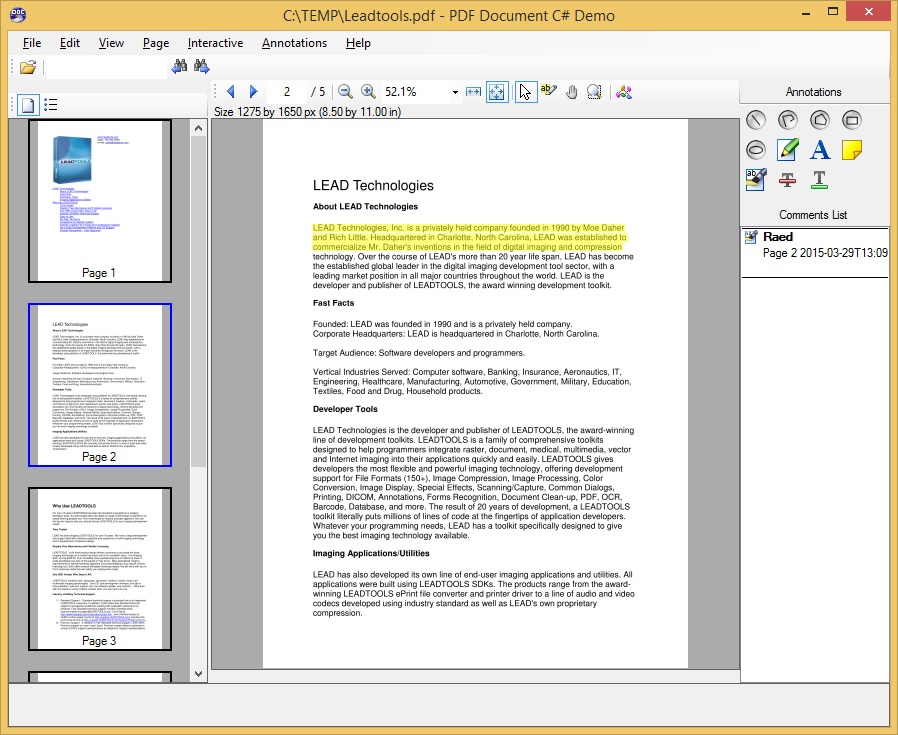 C:\TEMP\Leadtools.pdf - PDF Document C# Demo
File Edit View Page Interactive Annotations Help
2 / 5 52.1%
Size 1275 by 1650 px (8.50 by 11.00 in)
LEADTOOLS
Page 1
LEAD Technologies
About LEAD Technologies
Page 2
Why Use LEADTOOLS
Page 3
LEAD Technologies
About LEAD Technologies
LEAD Technologies, Inc. is a privately held company founded in 1990 by Moe Daher
and Rich Little. Headquartered in Charlotte, North Carolina, LEAD was established to
commercialize Mr. Daher's inventions in the field of digital imaging and compression
technology. Over the course of LEAD's more than 20 year life span, LEAD has become
the established global leader in the digital imaging development tool sector, with a
leading market position in all major countries throughout the world. LEAD is the
developer and publisher of LEADTOOLS, the award winning development toolkit.
Fast Facts
Founded: LEAD was founded in 1990 and is a privately held company.
Corporate Headquarters: LEAD is headquartered in Charlotte, North Carolina.
Target Audience: Software developers and programmers.
Vertical Industries Served: Computer software, Banking, Insurance, Aeronautics, IT,
Engineering, Healthcare, Manufacturing, Automotive, Government, Military, Education,
Textiles, Food and Drug, Household products.
Developer Tools
LEAD Technologies is the developer and publisher of LEADTOOLS, the award-winning
line of development toolkits. LEADTOOLS is a family of comprehensive toolkits
designed to help programmers integrate raster, document, medical, multimedia, vector
and Internet imaging into their applications quickly and easily. LEADTOOLS gives
developers the most flexible and powerful imaging technology, offering development
support for File Formats (150+), Image Compression, Image Processing, Color
Conversion, Image Display, Special Effects, Scanning/Capture, Common Dialogs,
Printing, DICOM, Annotations, Forms Recognition, Document Clean-up, PDF, OCR,
Barcode, Database, and more. The result of 20 years of development, a LEADTOOLS
toolkit literally puts millions of lines of code at the fingertips of application developers.
Whatever your programming needs, LEAD has a toolkit specifically designed to give
you the best imaging technology available.
Imaging Applications/Utilities
LEAD has also developed its own line of end-user imaging applications and utilities. All
applications were built using LEADTOOLS SDKs. The products range from the award-
winning LEADTOOLS ePrint file converter and printer driver to a line of audio and video
codecs developed using industry standard as well as LEAD's own proprietary
compression.
Annotations
Comments List
Raed
Page 2 2015-03-29T13:09